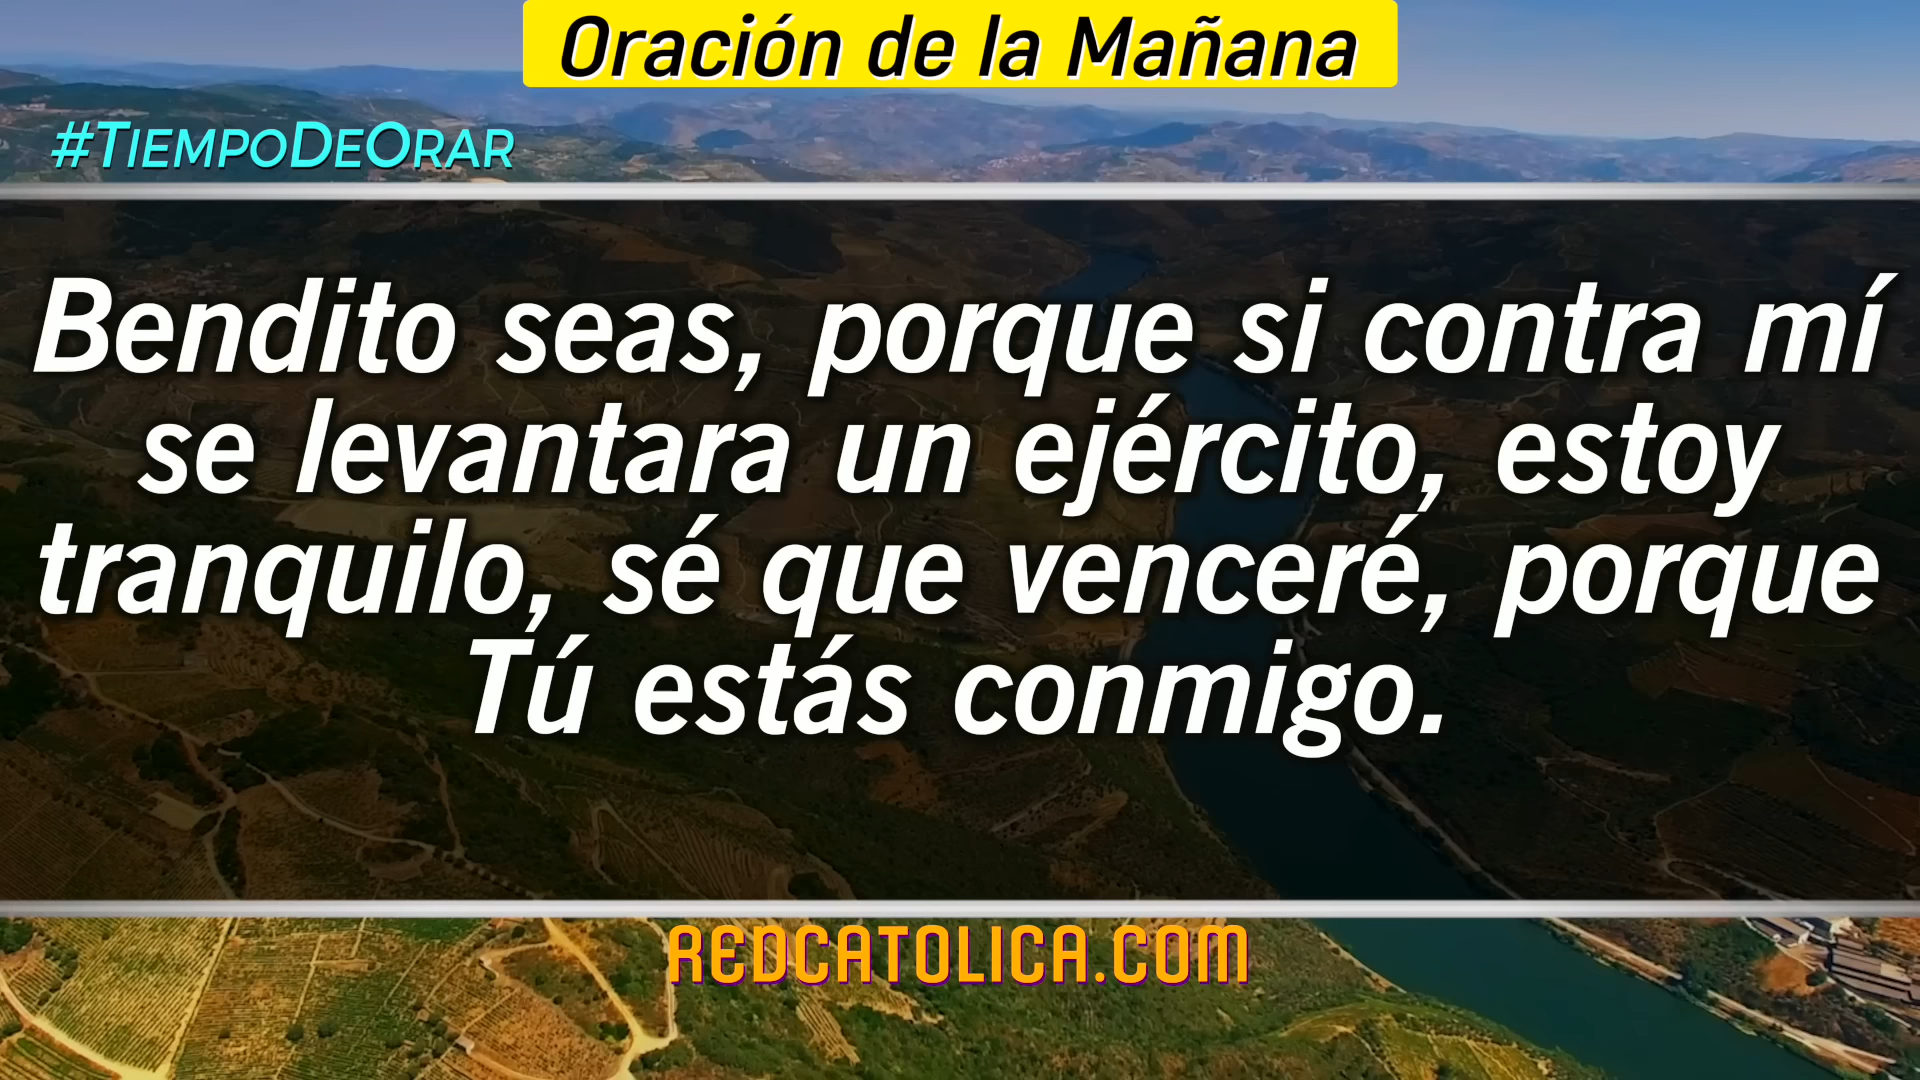 Oración de la Mañana
#TiempoDeOrar
Bendito seas, porque si contra mí
se levantara un ejército, estoy
tranquilo, sé que venceré, porque
Tú estás conmigo.
REDCATOLICA.COM